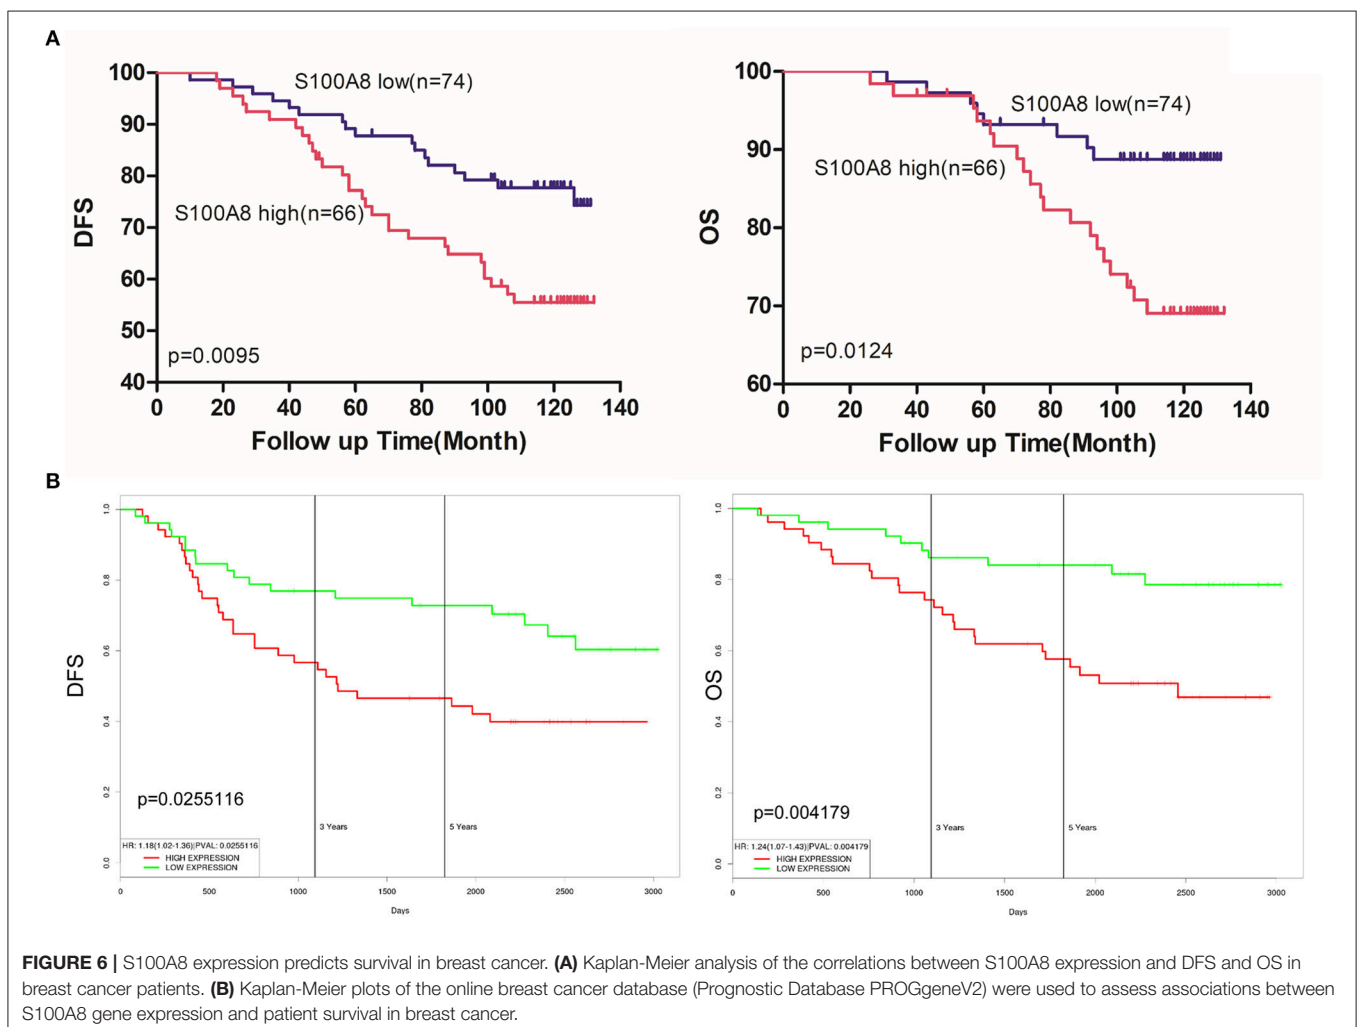 A
100
90
80
70
60
50
40
DFS
S100A8 low(n=74)
S100A8 high(n=66)
p=0.0095
0 20 40 60 80 100 120 140
Follow up Time(Month)
100
90
80
70
60
OS
S100A8 low(n=74)
S100A8 high(n=66)
p=0.0124
0 20 40 60 80 100 120 140
Follow up Time(Month)
B
1.0
0.8
0.6
0.4
0.2
0.0
DFS
p=0.0255116
3 Years
5 Years
HR: 1.18(1.02-1.36)|PVAL: 0.0255116
HIGH EXPRESSION
LOW EXPRESSION
0 500 1000 1500 2000 2500 3000
Days
1.0
0.8
0.6
0.4
0.2
0.0
OS
p=0.004179
3 Years
5 Years
HR: 1.24(1.07-1.43)|PVAL: 0.004179
HIGH EXPRESSION
LOW EXPRESSION
0 500 1000 1500 2000 2500 3000
Days
FIGURE 6 | S100A8 expression predicts survival in breast cancer. (A) Kaplan-Meier analysis of the correlations between S100A8 expression and DFS and OS in
breast cancer patients. (B) Kaplan-Meier plots of the online breast cancer database (Prognostic Database PROGgeneV2) were used to assess associations between
S100A8 gene expression and patient survival in breast cancer.